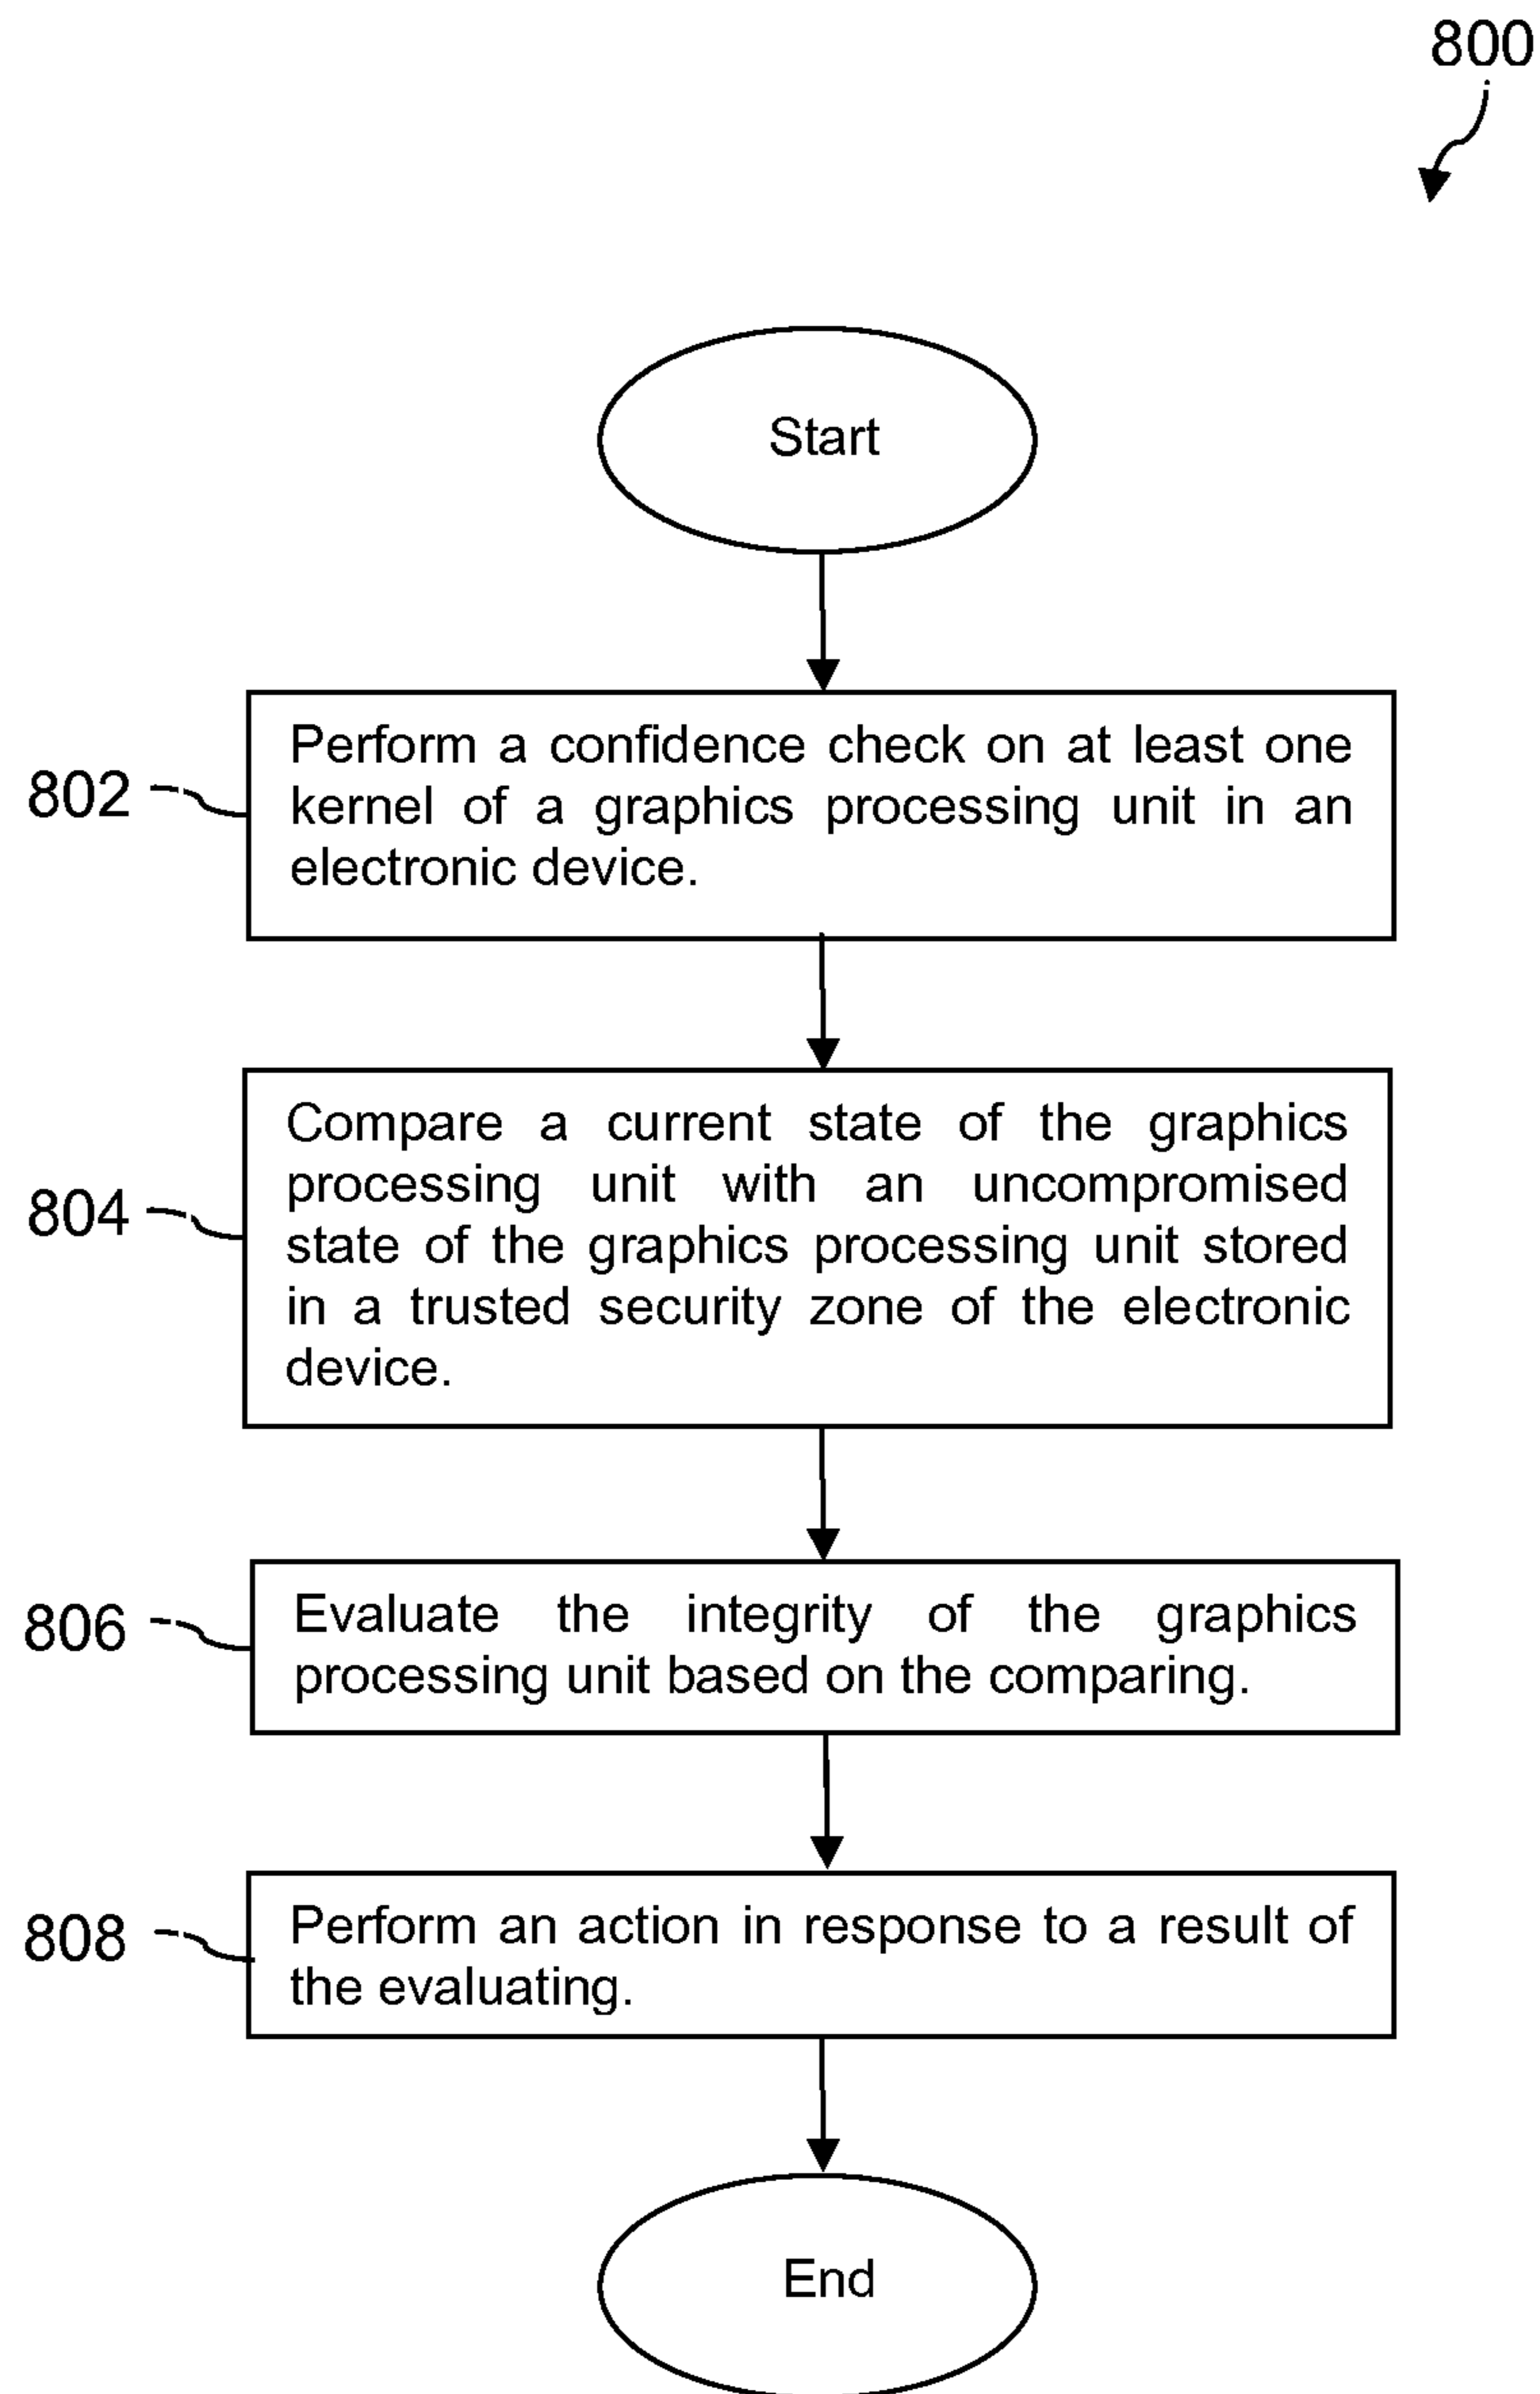 800
Start
802
Perform a confidence check on at least one
kernel of a graphics processing unit in an
electronic device.
804
Compare a current state of the graphics
processing unit with an uncompromised
state of the graphics processing unit stored
in a trusted security zone of the electronic
device.
806
Evaluate the integrity of the graphics
processing unit based on the comparing.
808
Perform an action in response to a result of
the evaluating.
End